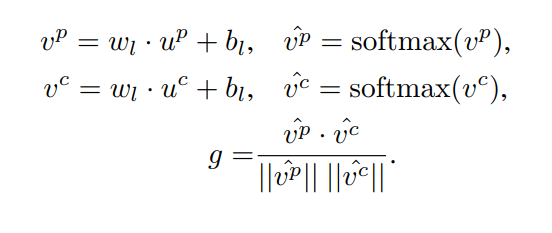 v^p = w_l · u^p + b_l,   \hat{v^p} = softmax(v^p),
v^c = w_l · u^c + b_l,   \hat{v^c} = softmax(v^c),
g = \frac{\hat{v^p} · \hat{v^c}}{||\hat{v^p}|| ||\hat{v^c}||}.